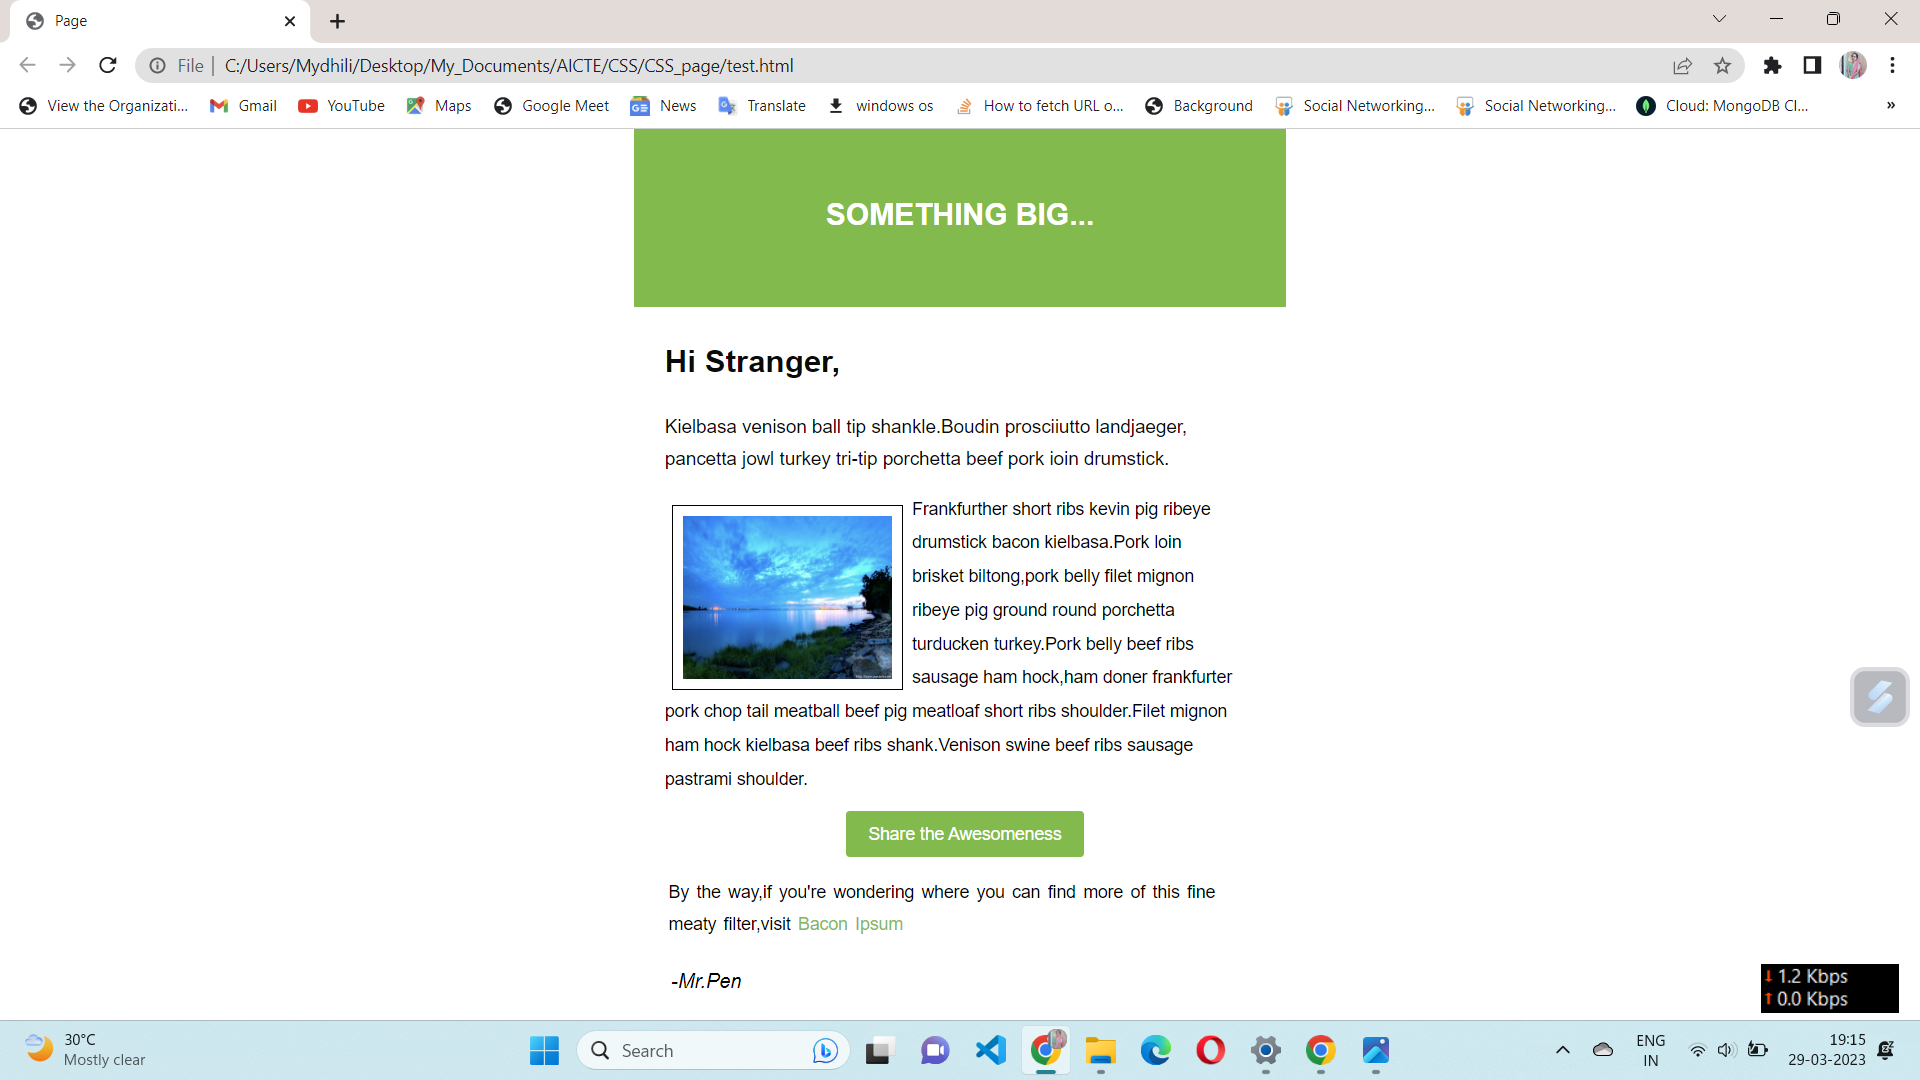 Page
File | C:/Users/Mydhili/Desktop/My_Documents/AICTE/CSS/CSS_page/test.html
View the Organizati... Gmail YouTube Maps Google Meet News Translate windows os How to fetch URL o... Background Social Networking... Social Networking... Cloud: MongoDB Cl... »
SOMETHING BIG...
Hi Stranger,
Kielbasa venison ball tip shankle.Boudin prosciiutto landjaeger,
pancetta jowl turkey tri-tip porchetta beef pork ioin drumstick.
Frankfurther short ribs kevin pig ribeye
drumstick bacon kielbasa.Pork loin
brisket biltong,pork belly filet mignon
ribeye pig ground round porchetta
turducken turkey.Pork belly beef ribs
sausage ham hock,ham doner frankfurter
pork chop tail meatball beef pig meatloaf short ribs shoulder.Filet mignon
ham hock kielbasa beef ribs shank.Venison swine beef ribs sausage
pastrami shoulder.
Share the Awesomeness
By the way,if you're wondering where you can find more of this fine
meaty filter,visit Bacon Ipsum
-Mr.Pen
1.2 Kbps
0.0 Kbps
30°C
Mostly clear
Search
ENG
IN
19:15
29-03-2023